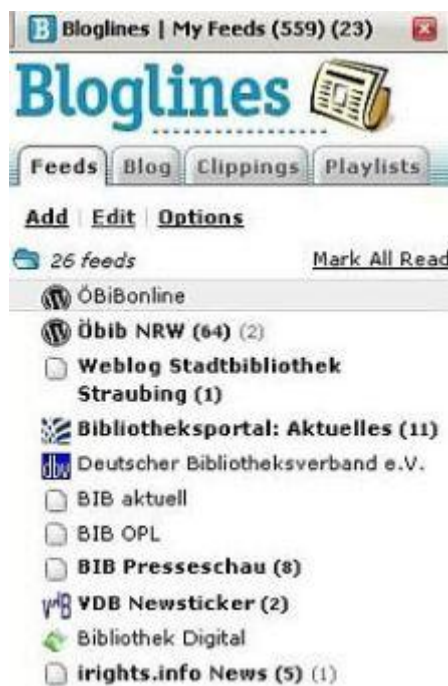 B Bloglines | My Feeds (559) (23)
Bloglines
Feeds Blog Clippings Playlists
Add | Edit | Options
26 feeds Mark All Read
ÖBiBonline
Öbib NRW (64) (2)
Weblog Stadtbibliothek
Straubing (1)
Bibliotheksportal: Aktuelles (11)
dbv Deutscher Bibliotheksverband e.V.
BIB aktuell
BIB OPL
BIB Presseschau (8)
VDB Newsticker (2)
Bibliothek Digital
irights.info News (5) (1)